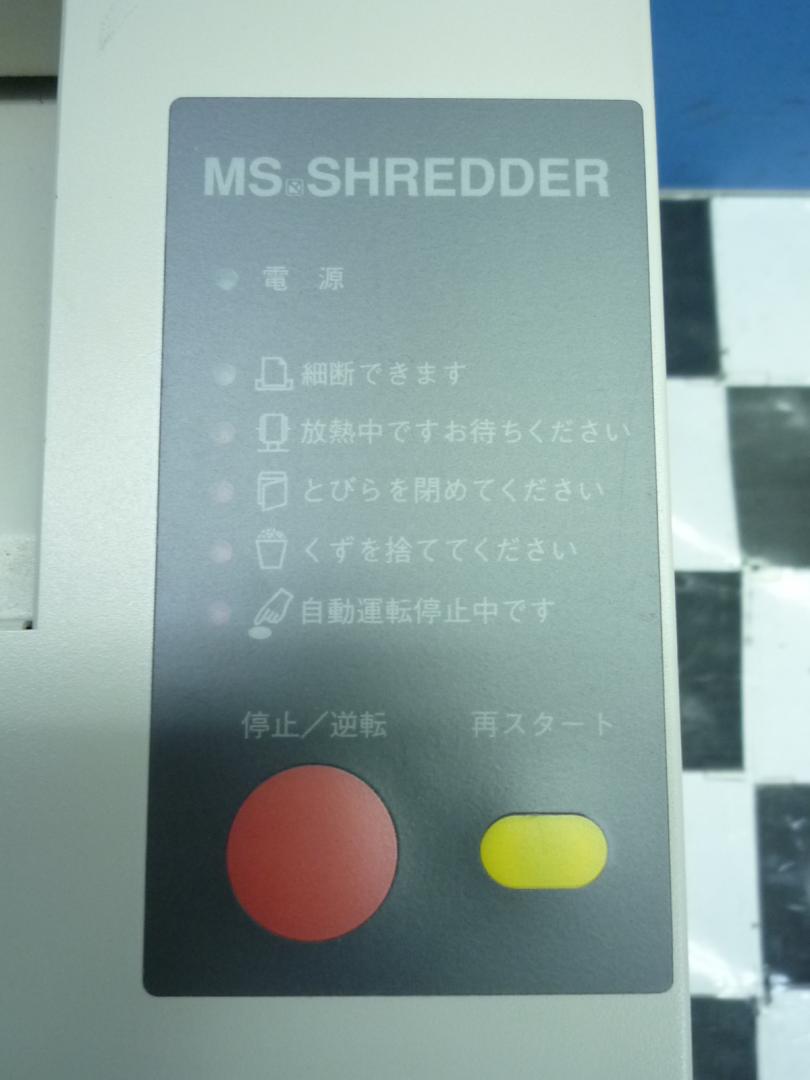 MS SHREDDER
電 源
細断できます
放熱中ですお待ちください
とびらを閉めてください
くずを捨ててください
自動運転停止中です
停止／逆転 再スタート